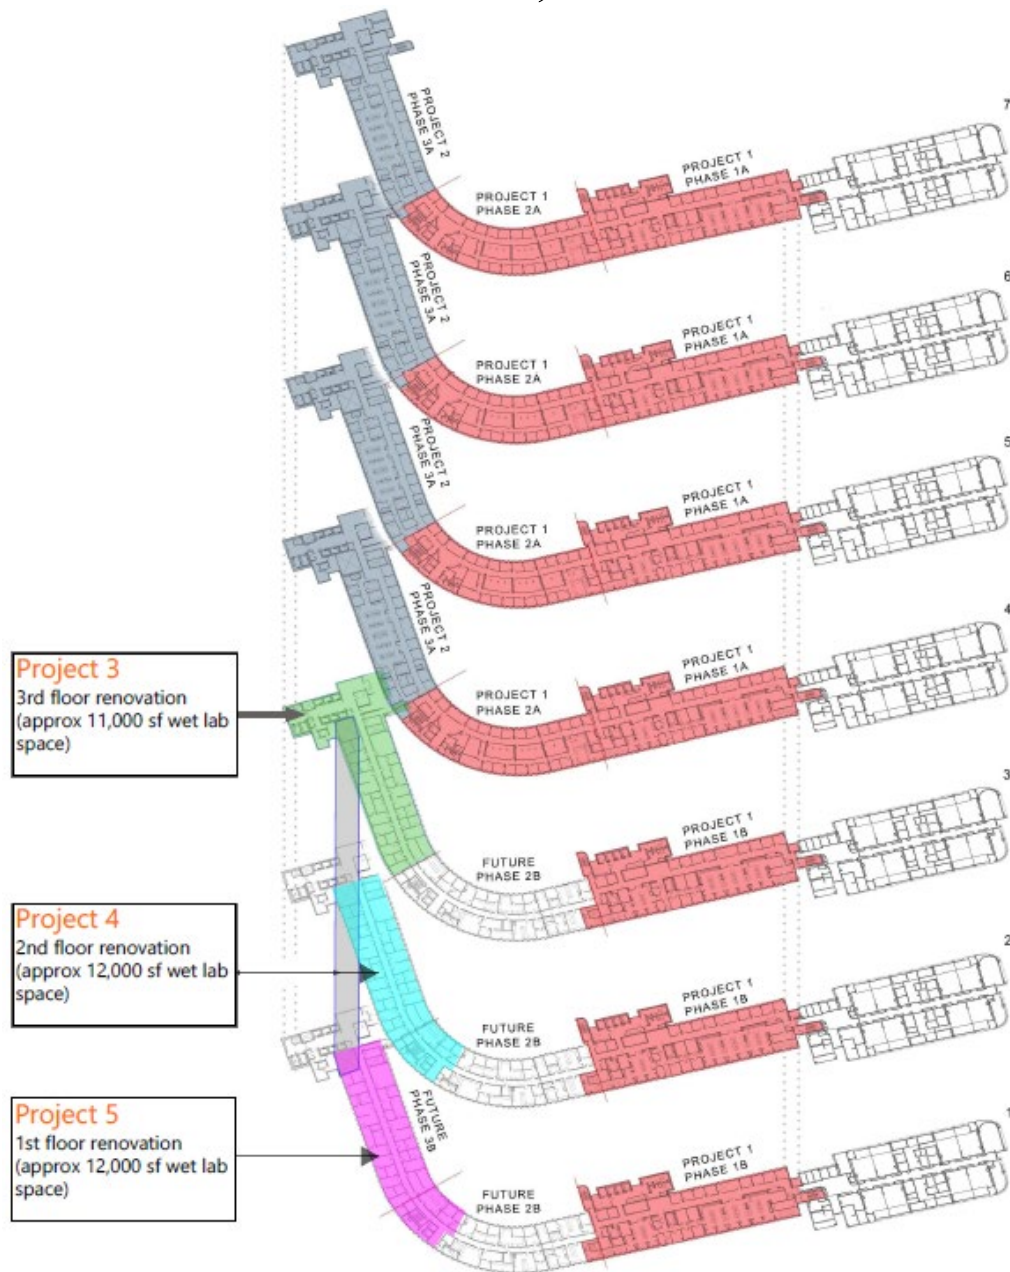 7
PROJECT 2
PHASE 3A
PROJECT 1
PHASE 2A
PROJECT 1
PHASE 1A
6
PROJECT 2
PHASE 3A
PROJECT 1
PHASE 2A
PROJECT 1
PHASE 1A
5
PROJECT 2
PHASE 3A
PROJECT 1
PHASE 2A
PROJECT 1
PHASE 1A
4
PROJECT 2
PHASE 3A
PROJECT 1
PHASE 2A
PROJECT 1
PHASE 1A
Project 3
3rd floor renovation
(approx 11,000 sf wet lab
space)
3
FUTURE
PHASE 2B
PROJECT 1
PHASE 1B
Project 4
2nd floor renovation
(approx 12,000 sf wet lab
space)
2
FUTURE
PHASE 2B
PROJECT 1
PHASE 1B
Project 5
1st floor renovation
(approx 12,000 sf wet lab
space)
1
FUTURE
PHASE 3B
FUTURE
PHASE 2B
PROJECT 1
PHASE 1B